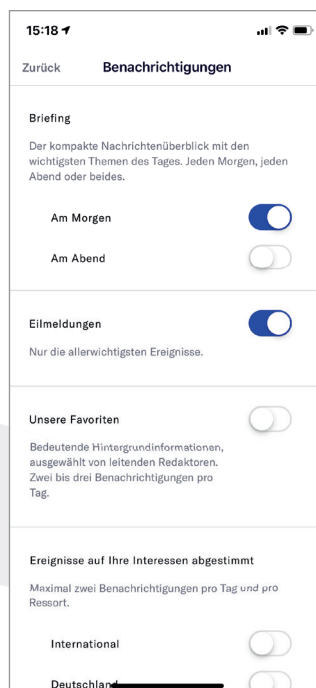 15:18
Zurück Benachrichtigungen
Briefing
Der kompakte Nachrichtenüberblick mit den
wichtigsten Themen des Tages. Jeden Morgen, jeden
Abend oder beides.
Am Morgen
Am Abend
Eilmeldungen
Nur die allerwichtigsten Ereignisse.
Unsere Favoriten
Bedeutende Hintergrundinformationen,
ausgewählt von leitenden Redaktoren.
Zwei bis drei Benachrichtigungen pro
Tag.
Ereignisse auf Ihre Interessen abgestimmt
Maximal zwei Benachrichtigungen pro Tag und pro
Ressort.
International
Deutschland